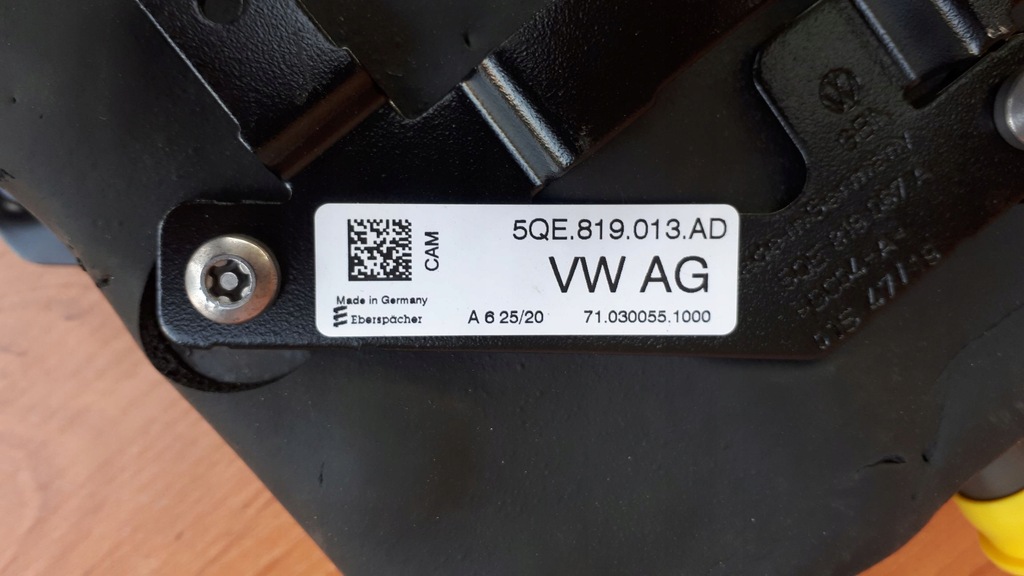 5QE.819.013.AD
VW AG
CAM
Made in Germany
Eberspächer
A 6 25/20 71.030055.1000